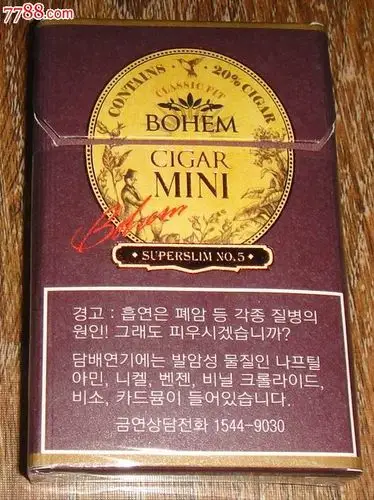 7788.com
CONTAINS 20% CIGAR
CLASSIC FIT
BOHEM
CIGAR
MINI
Bohem
SUPERSLIM NO.5
경고 : 흡연은 폐암 등 각종 질병의
원인! 그래도 피우시겠습니까?
담배연기에는 발암성 물질인 나프틸
아민, 니켈, 벤젠, 비닐 크롤라이드,
비소, 카드뮴이 들어있습니다.
금연상담전화 1544-9030